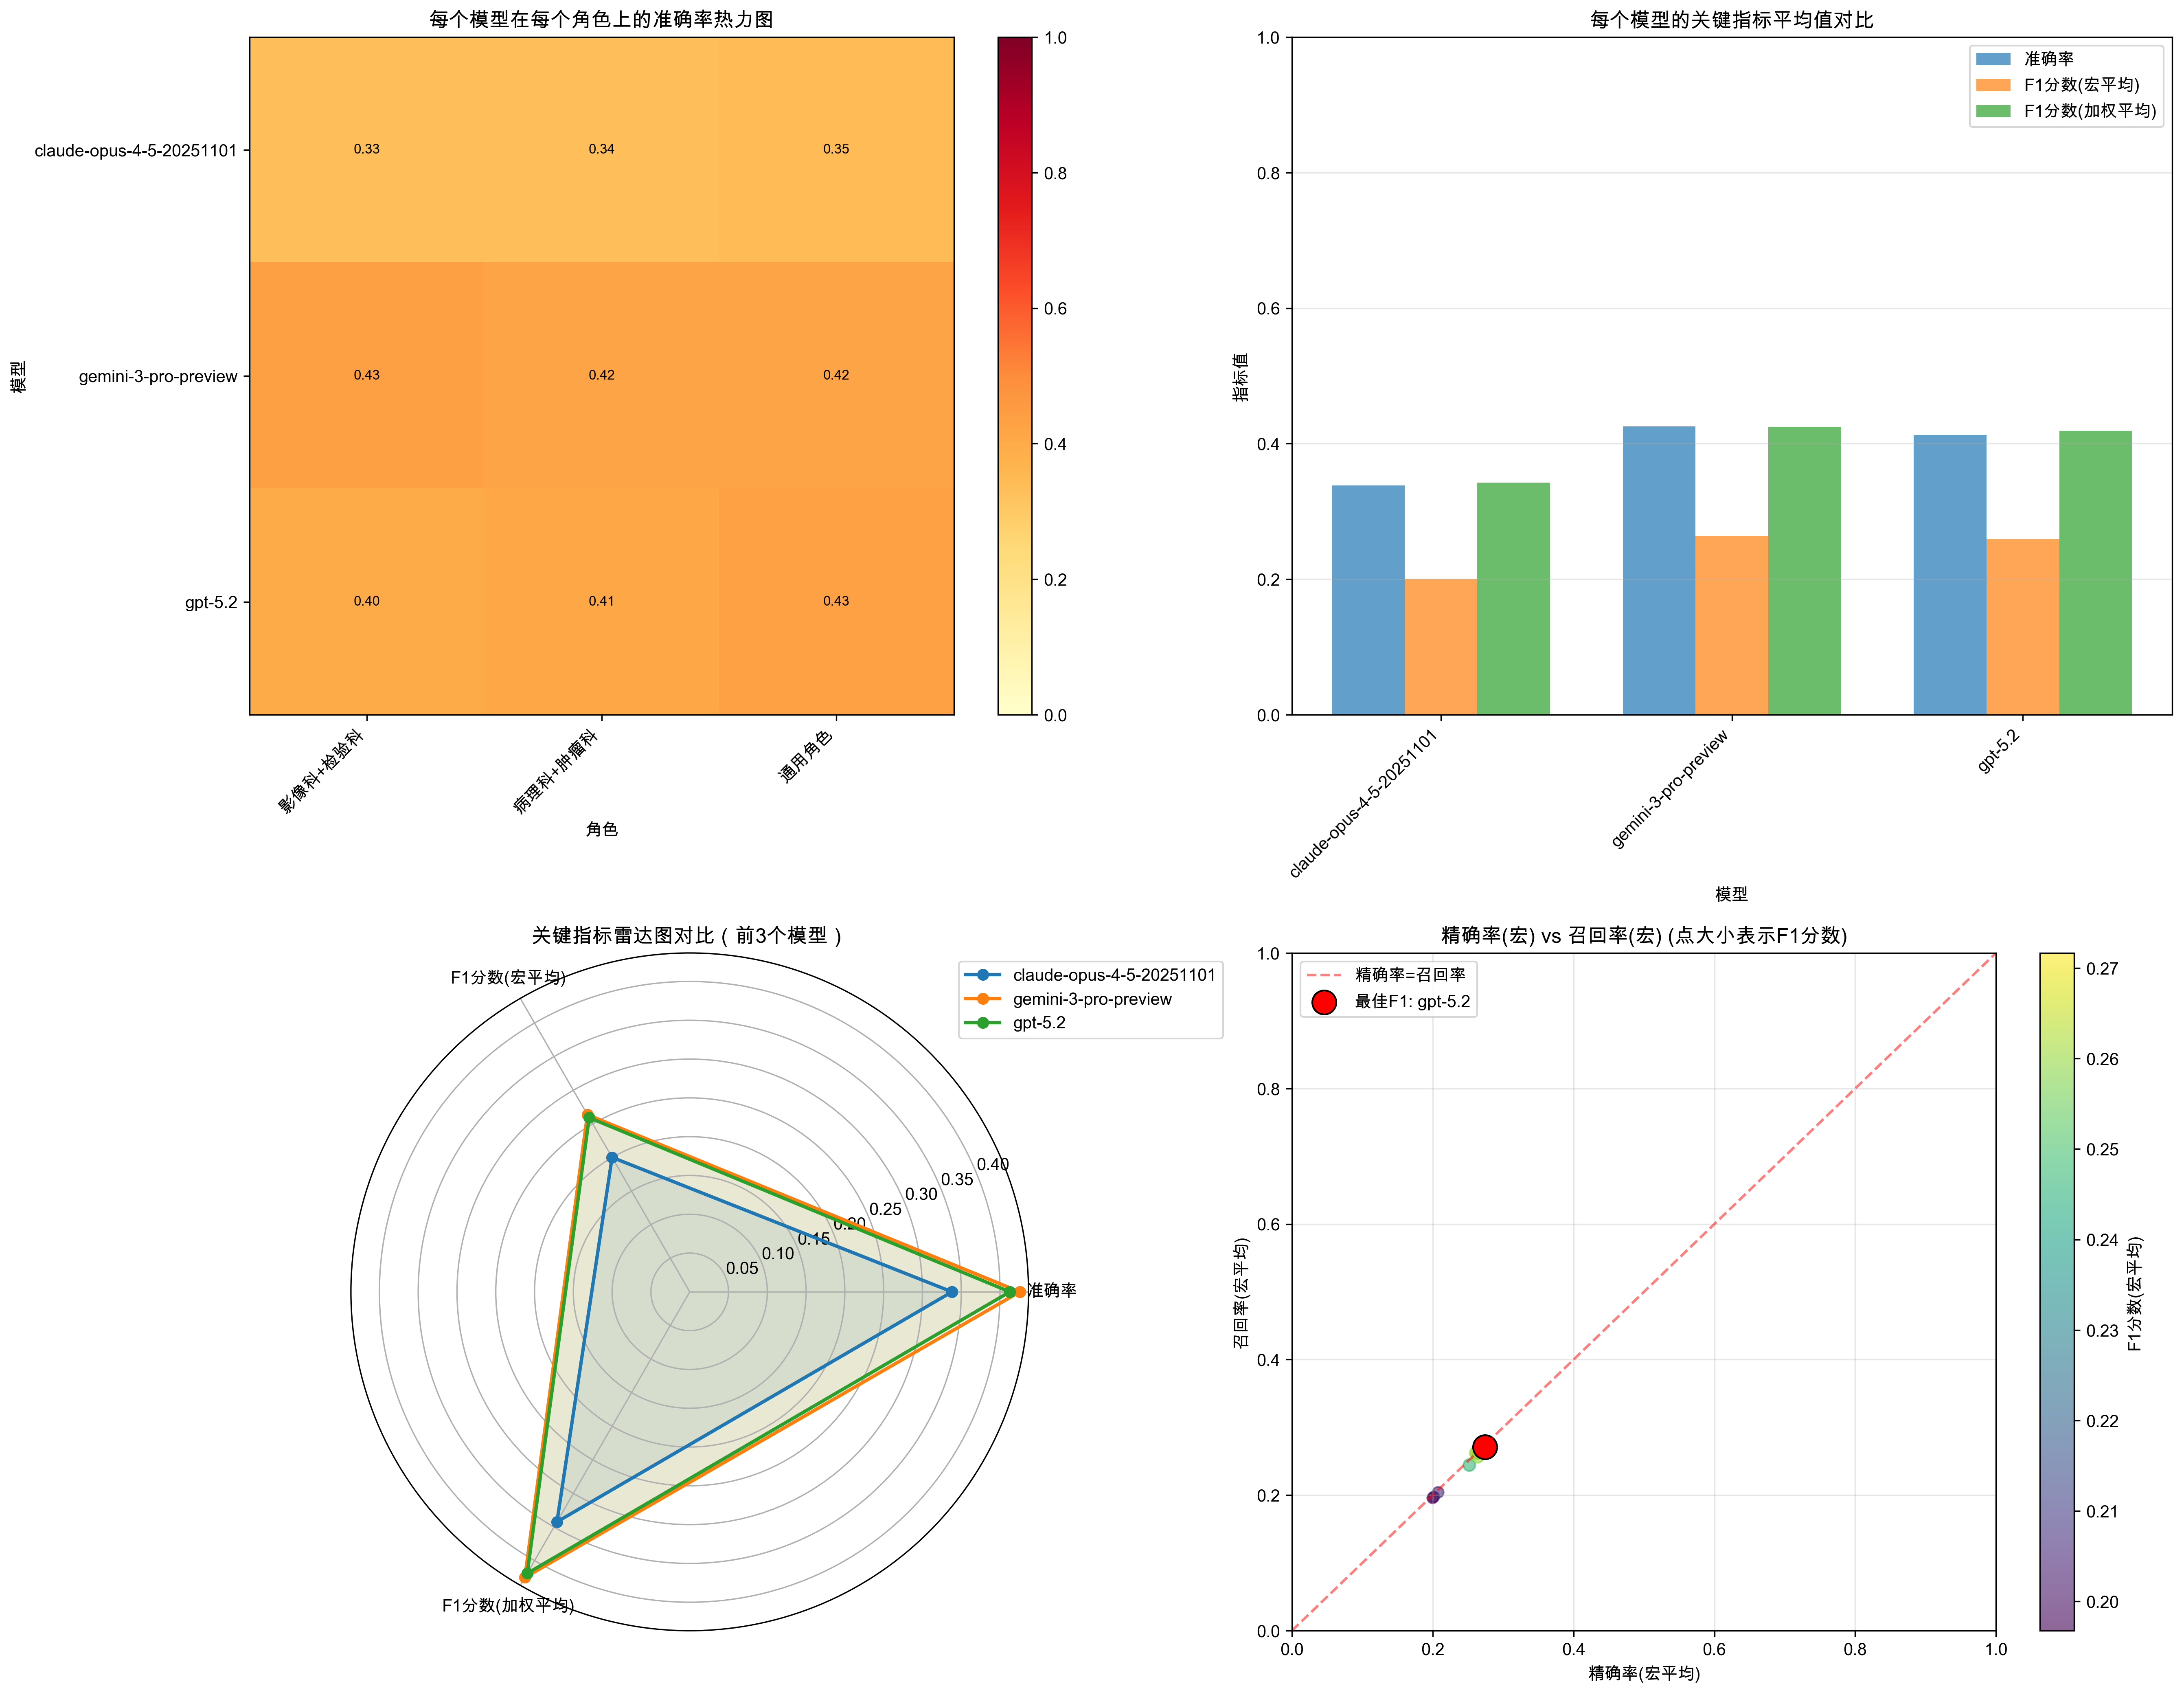 每个模型在每个角色上的准确率热力图
模型
claude-opus-4-5-20251101
gemini-3-pro-preview
gpt-5.2
0.33
0.34
0.35
0.43
0.42
0.42
0.40
0.41
0.43
影像科+检验科
病理科+肿瘤科
通用角色
角色
1.0
0.8
0.6
0.4
0.2
0.0
每个模型的关键指标平均值对比
指标值
1.0
0.8
0.6
0.4
0.2
0.0
准确率
F1分数(宏平均)
F1分数(加权平均)
claude-opus-4-5-20251101
gemini-3-pro-preview
gpt-5.2
模型
关键指标雷达图对比（前3个模型）
claude-opus-4-5-20251101
gemini-3-pro-preview
gpt-5.2
F1分数(宏平均)
准确率
F1分数(加权平均)
0.40
0.35
0.30
0.25
0.20
0.15
0.10
0.05
精确率(宏) vs 召回率(宏) (点大小表示F1分数)
精确率=召回率
最佳F1: gpt-5.2
召回率(宏平均)
1.0
0.8
0.6
0.4
0.2
0.0
0.0
0.2
0.4
0.6
0.8
1.0
精确率(宏平均)
0.27
0.26
0.25
0.24
0.23
0.22
0.21
0.20
F1分数(宏平均)